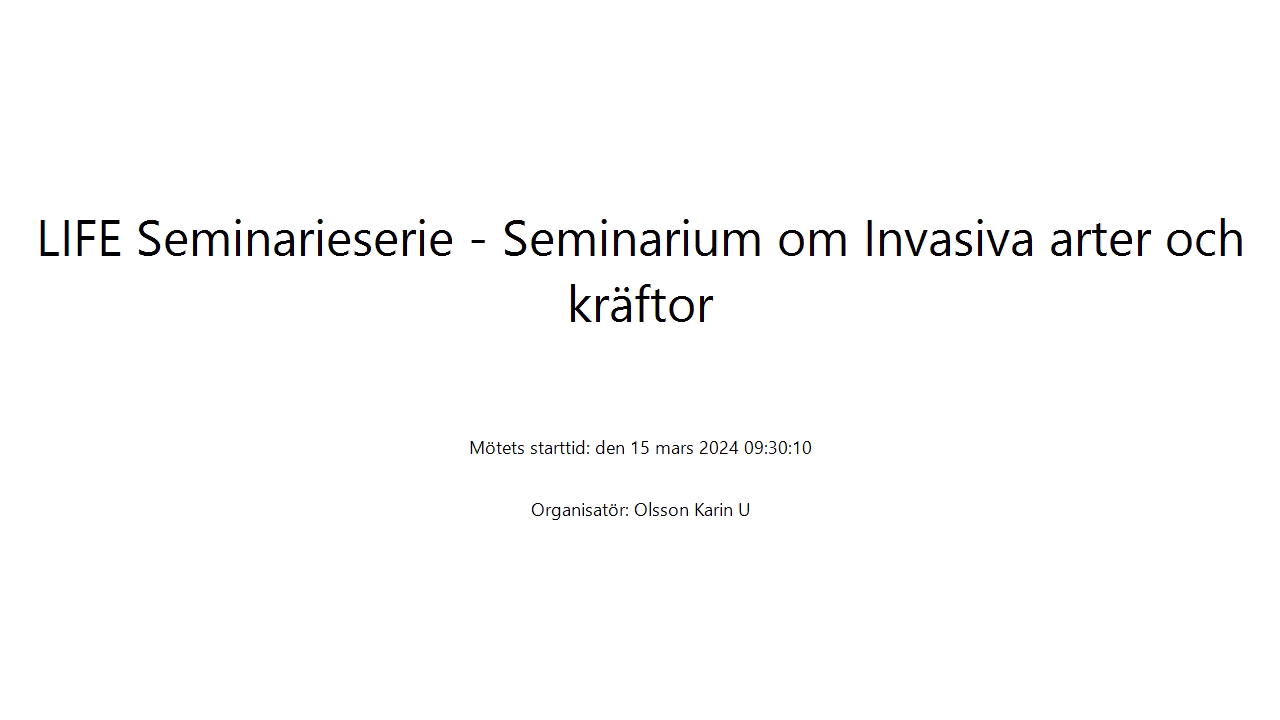 LIFE Seminarieserie - Seminarium om Invasiva arter och
kräftor
Mötets starttid: den 15 mars 2024 09:30:10
Organisatör: Olsson Karin U